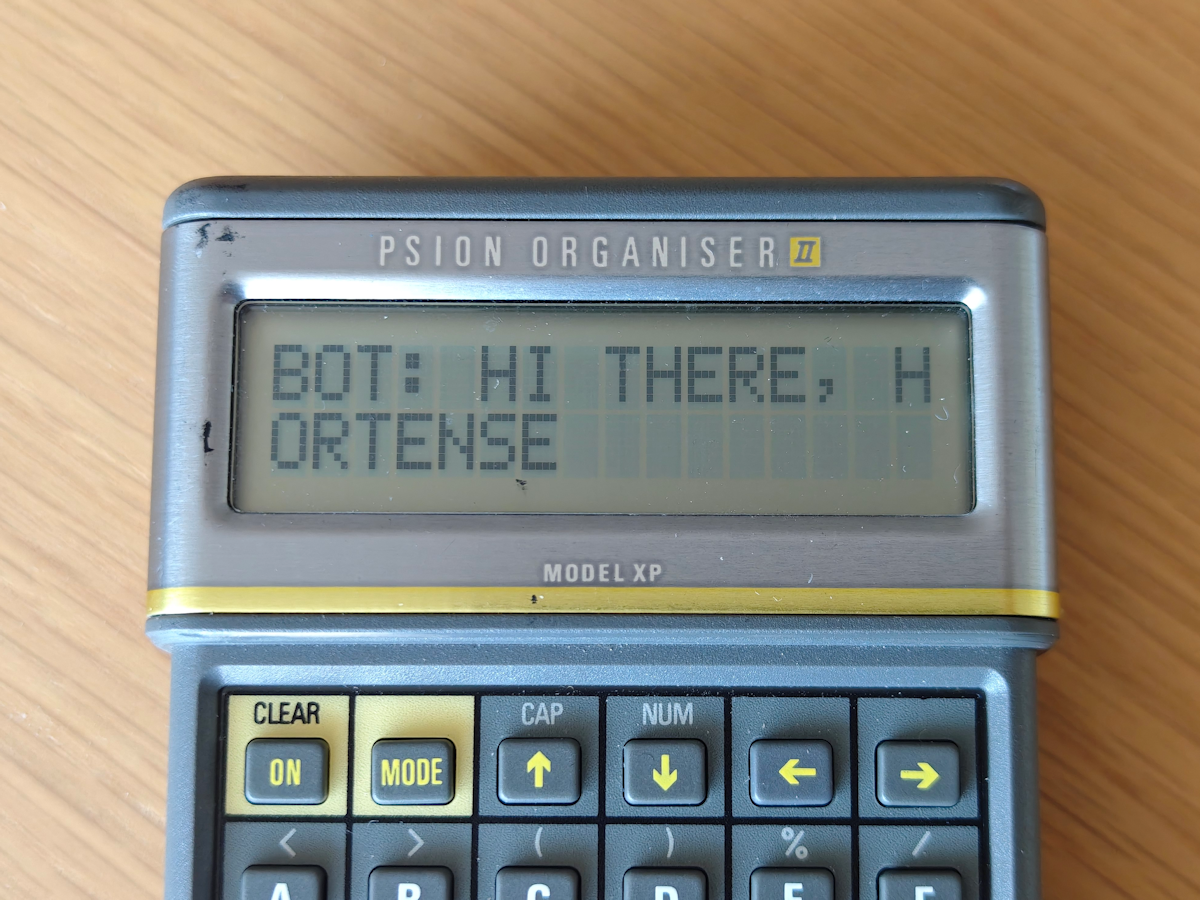 PSION ORGANISER II
BOT: HI THERE, H
ORTENSE
MODEL XP
CLEAR CAP NUM
ON MODE ↑ ↓ ← →
< > ( ) % /
A B C D E F